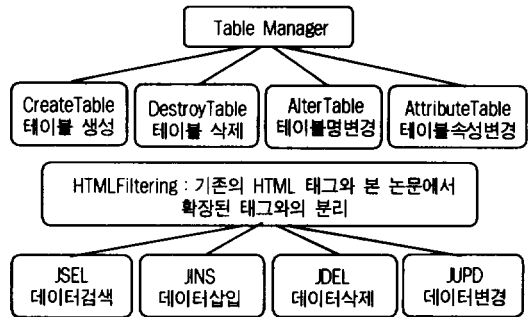 Table Manager
CreateTable
테이블 생성
DestroyTable
테이블 삭제
AlterTable
테이블명변경
AttributeTable
테이블속성변경
HTMLFiltering : 기존의 HTML 태그와 본 논문에서
확장된 태그와의 분리
JSEL
데이터검색
JINS
데이터삽입
JDEL
데이터삭제
JUPD
데이터변경